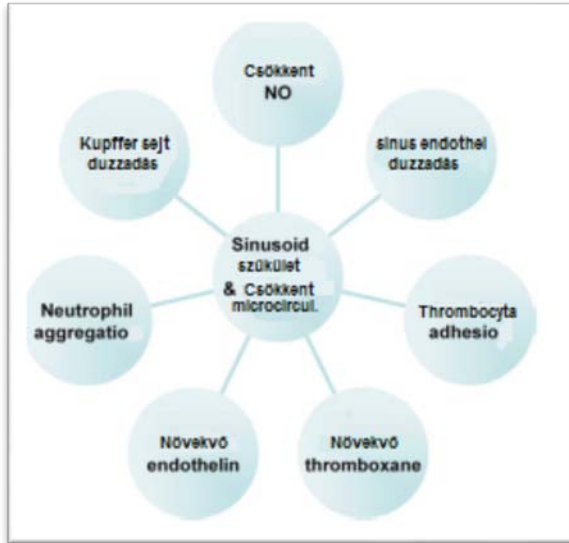 Csökkent
NO
sinus endothel
duzzadás
Thrombocyta
adhesio
Növekvő
thromboxane
Növekvő
endothelin
Neutrophil
aggregatio
Kupffer sejt
duzzadás
Sinusoid
szűkület
& Csökkent
microcircul.